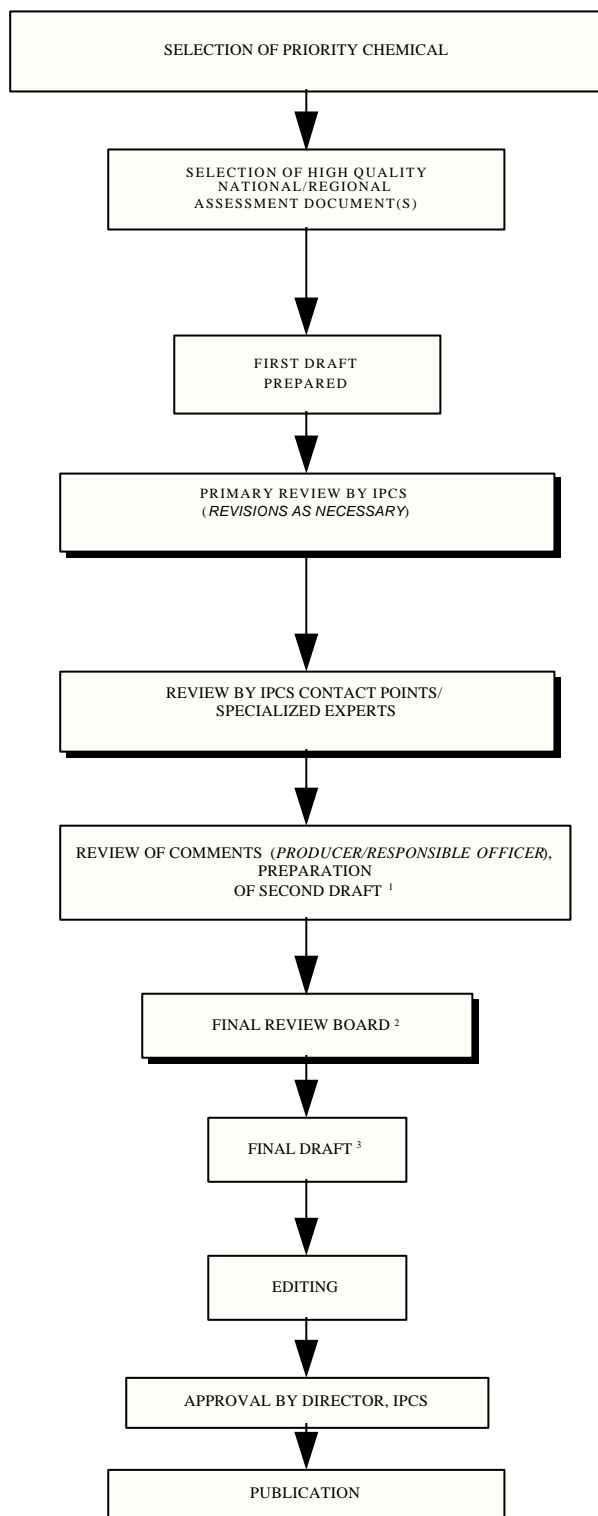 SELECTION OF PRIORITY CHEMICAL
SELECTION OF HIGH QUALITY
NATIONAL/REGIONAL
ASSESSMENT DOCUMENT(S)
FIRST DRAFT
PREPARED
PRIMARY REVIEW BY IPCS
(REVISIONS AS NECESSARY)
REVIEW BY IPCS CONTACT POINTS/
SPECIALIZED EXPERTS
REVIEW OF COMMENTS (PRODUCER/RESPONSIBLE OFFICER),
PREPARATION
OF SECOND DRAFT 1
FINAL REVIEW BOARD 2
FINAL DRAFT 3
EDITING
APPROVAL BY DIRECTOR, IPCS
PUBLICATION